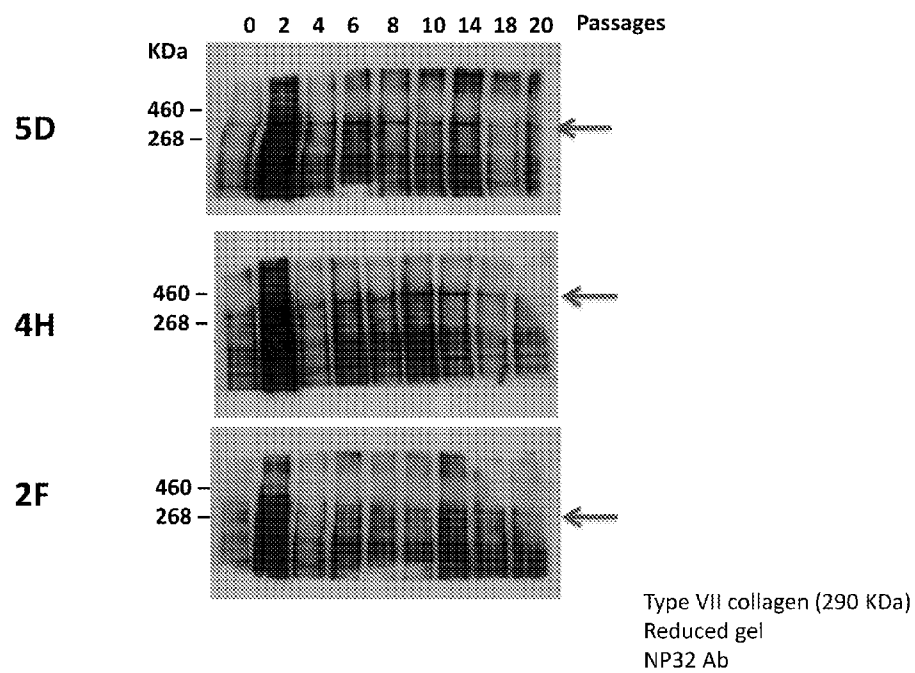 0 2 4 6 8 10 14 18 20 Passages
KDa
5D
460 –
268 –
4H
460 –
268 –
2F
460 –
268 –
Type VII collagen (290 KDa)
Reduced gel
NP32 Ab